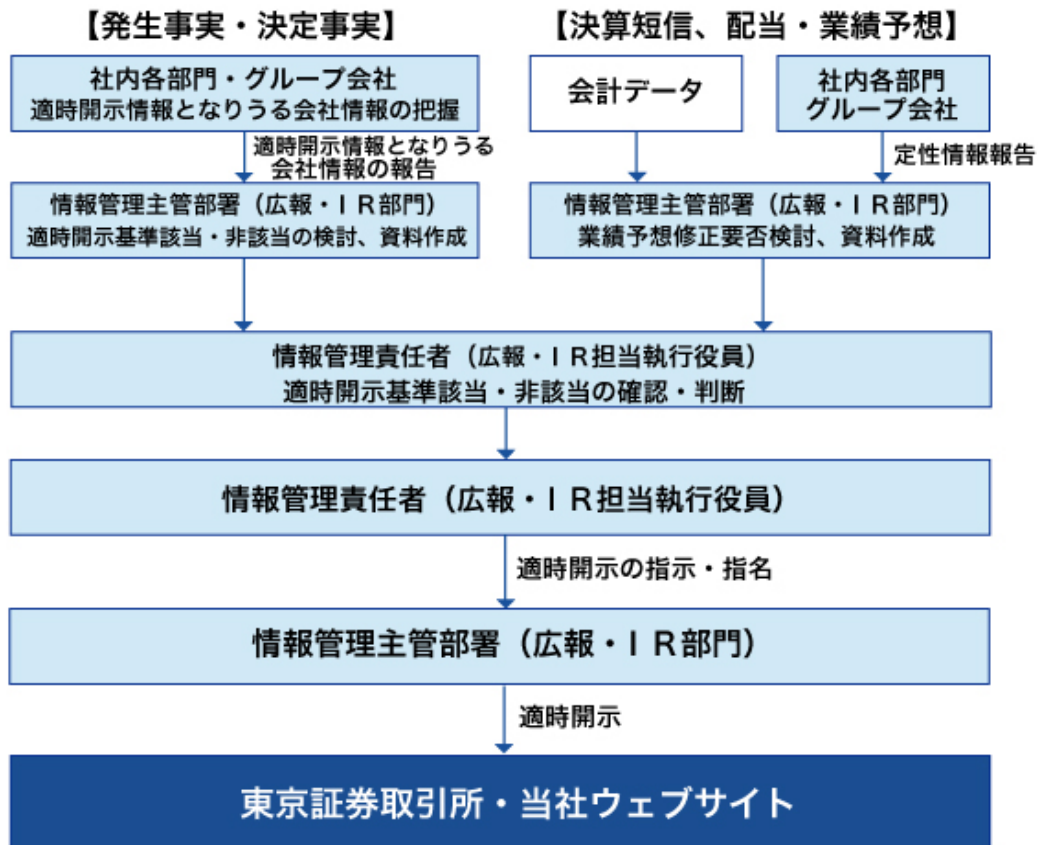 【発生事実・決定事実】
社内各部門・グループ会社
適時開示情報となりうる会社情報の把握
適時開示情報となりうる
会社情報の報告
情報管理主管部署（広報・ＩＲ部門）
適時開示基準該当・非該当の検討、資料作成
【決算短信、配当・業績予想】
会計データ
社内各部門
グループ会社
定性情報報告
情報管理主管部署（広報・ＩＲ部門）
業績予想修正要否検討、資料作成
情報管理責任者（広報・ＩＲ担当執行役員）
適時開示基準該当・非該当の確認・判断
情報管理責任者（広報・ＩＲ担当執行役員）
適時開示の指示・指名
情報管理主管部署（広報・ＩＲ部門）
適時開示
東京証券取引所・当社ウェブサイト